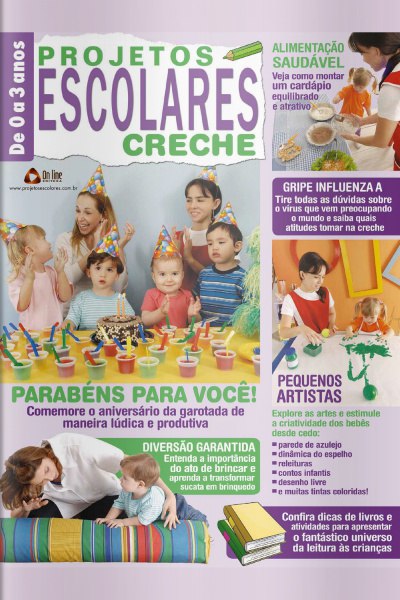 De 0 a 3 anos
PROJETOS
ESCOLARES
CRECHE
On line
EDITORA
www.projetosescolares.com.br
ALIMENTAÇÃO
SAUDÁVEL
Veja como montar
um cardápio
equilibrado
e atrativo
GRIPE INFLUENZA A
Tire todas as dúvidas sobre
o vírus que vem preocupando
o mundo e saiba quais
atitudes tomar na creche
PARABÉNS PARA VOCÊ!
Comemore o aniversário da garotada de
maneira lúdica e produtiva
PEQUENOS
ARTISTAS
Explore as artes e estimule
a criatividade dos bebês
desde cedo:
parede de azulejo
dinâmica do espelho
releituras
contos infantis
desenho livre
e muitas tintas coloridas!
DIVERSÃO GARANTIDA
Entenda a importância
do ato de brincar e
aprenda a transformar
sucata em brinquedo
Confira dicas de livros e
atividades para apresentar
o fantástico universo
da leitura às crianças